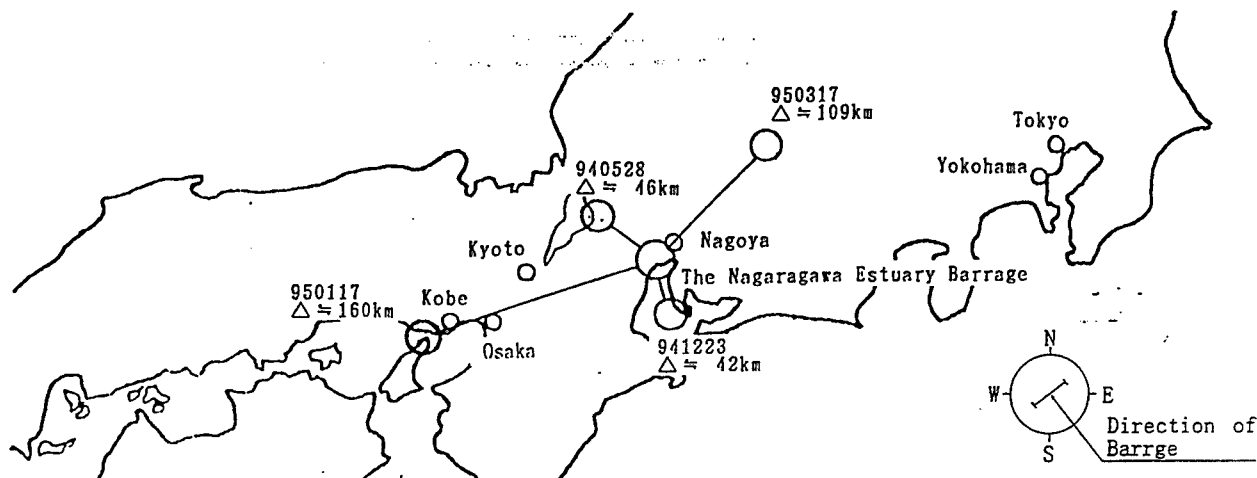 950317
△ ≒ 109km
Tokyo
Yokohama
940528
△ ≒ 46km
Nagoya
Kyoto
The Nagaragawa Estuary Barrage
950117
△ ≒ 160km
Kobe
Osaka
941223
△ ≒ 42km
N
W
E
S
Direction of
Barrge